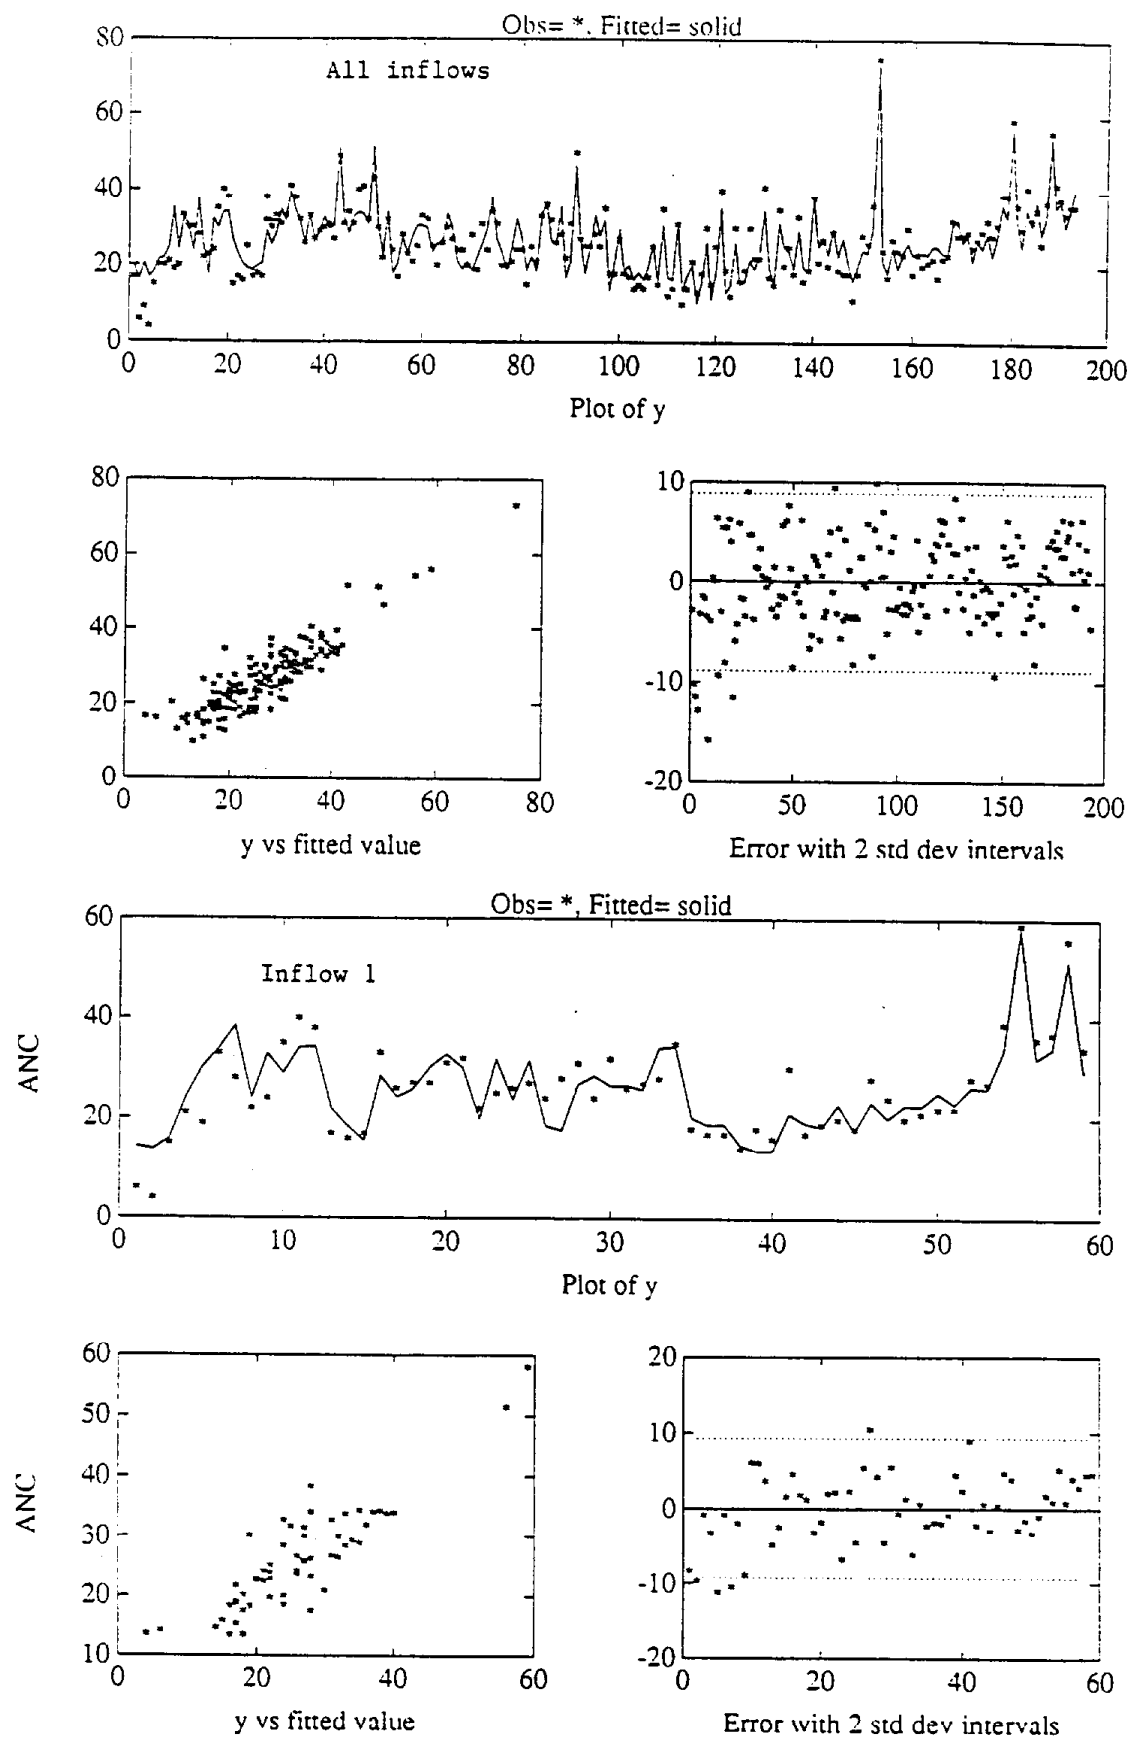 Obs= *, Fitted= solid
80
All inflows
60
40
20
0
0 20 40 60 80 100 120 140 160 180 200
Plot of y
80
60
40
20
0
0 20 40 60 80
y vs fitted value
10
0
-10
-20
0 50 100 150 200
Error with 2 std dev intervals
Obs= *, Fitted= solid
60
Inflow 1
40
ANC
20
0
0 10 20 30 40 50 60
Plot of y
60
50
40
ANC
30
20
10
0 20 40 60
y vs fitted value
20
10
0
-10
-20
0 20 40 60
Error with 2 std dev intervals